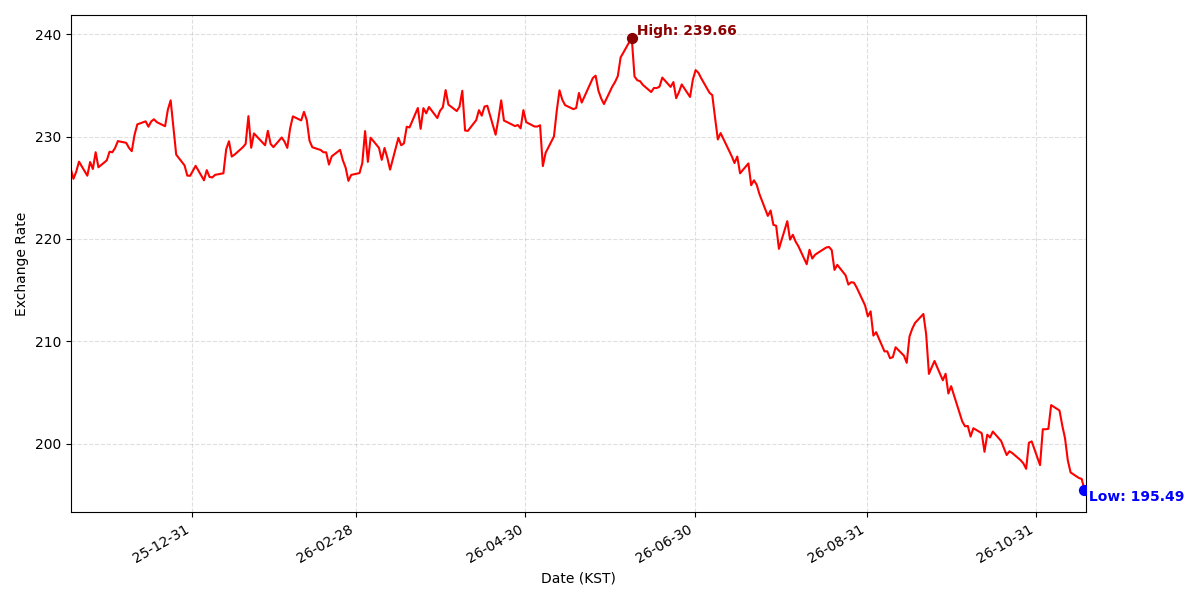 High: 239.66
240
230
220
210
200
Exchange Rate
Low: 195.49
25-12-31
26-02-28
26-04-30
26-06-30
26-08-31
26-10-31
Date (KST)